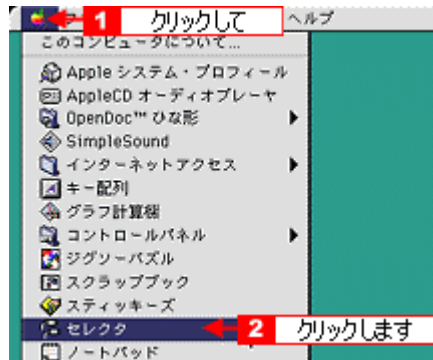 1 クリックして ヘルプ
このコンピュータについて...
Apple システム・プロフィール
AppleCD オーディオプレーヤ
OpenDoc™ ひな形
SimpleSound
インターネットアクセス
キー配列
グラフ計算機
コントロールパネル
ジグソーパズル
スクラップブック
スティッキーズ
セレクタ 2 クリックします
ノートパッド